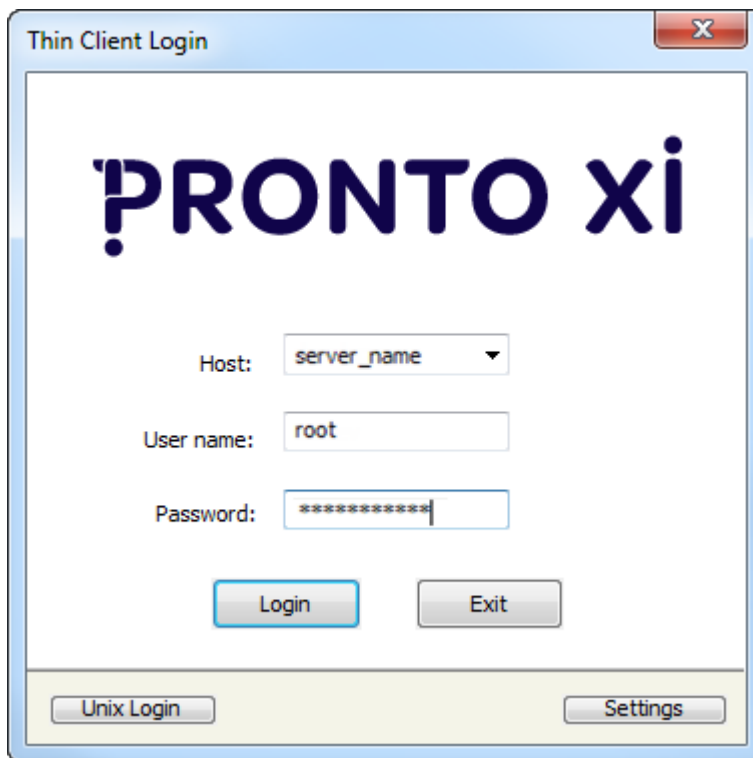 Thin Client Login
PRONTO Xi
Host: server_name
User name: root
Password: ***********
Login Exit
Unix Login Settings